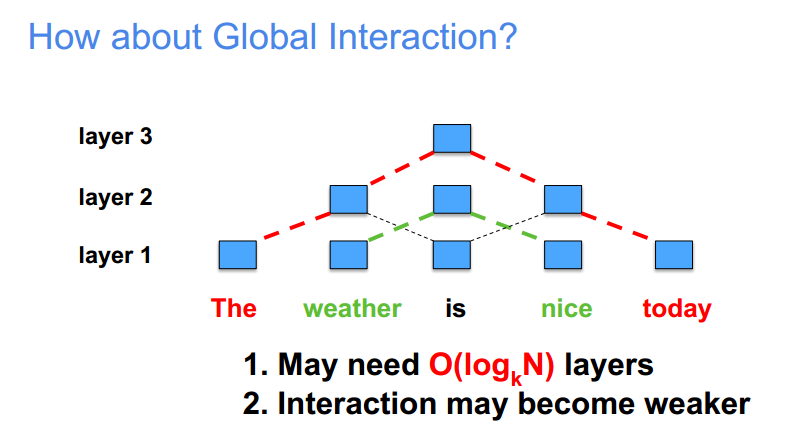 How about Global Interaction?
layer 3
layer 2
layer 1
The weather is nice today
1. May need O(logₖN) layers
2. Interaction may become weaker